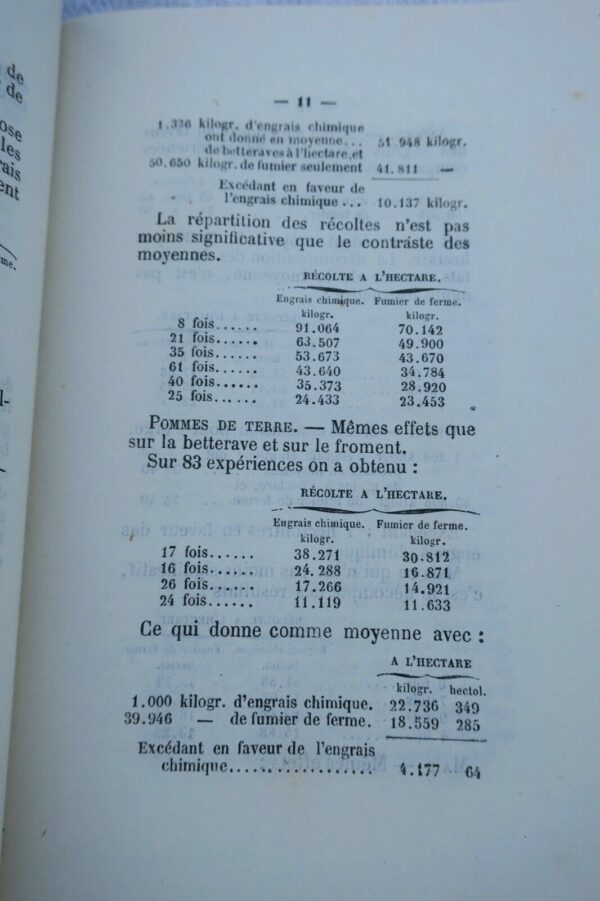 de
de
ose
les
rais
ent
me.
l-
— 11 —
1.326 kilogr. d'engrais chimique
ont donné en moyenne... 51.948 kilogr.
de betteraves à l'hectare, et
50.650 kilogr. de fumier seulement 41.811 —
Excédant en faveur de
l'engrais chimique ... 10.137 kilogr.
La répartition des récoltes n'est pas
moins significative que le contraste des
moyennes.
RÉCOLTE A L'HECTARE.
Engrais chimique. Fumier de ferme.
kilogr. kilogr.
8 fois...... 91.064 70.142
21 fois...... 63.507 49.900
35 fois...... 53.673 43.670
61 fois...... 43.640 34.784
40 fois...... 35.373 28.920
25 fois...... 24.433 23.453
POMMES DE TERRE. — Mêmes effets que
sur la betterave et sur le froment.
Sur 83 expériences on a obtenu :
RÉCOLTE A L'HECTARE.
Engrais chimique. Fumier de ferme.
kilogr. kilogr.
17 fois...... 38.271 30.812
16 fois...... 24.288 16.871
26 fois...... 17.266 14.921
24 fois...... 11.119 11.633
Ce qui donne comme moyenne avec :
A L'HECTARE
kilogr. hectol.
1.000 kilogr. d'engrais chimique. 22.736 349
39.946 — de fumier de ferme. 18.559 285
Excédant en faveur de l'engrais
chimique.................. 4.177 64